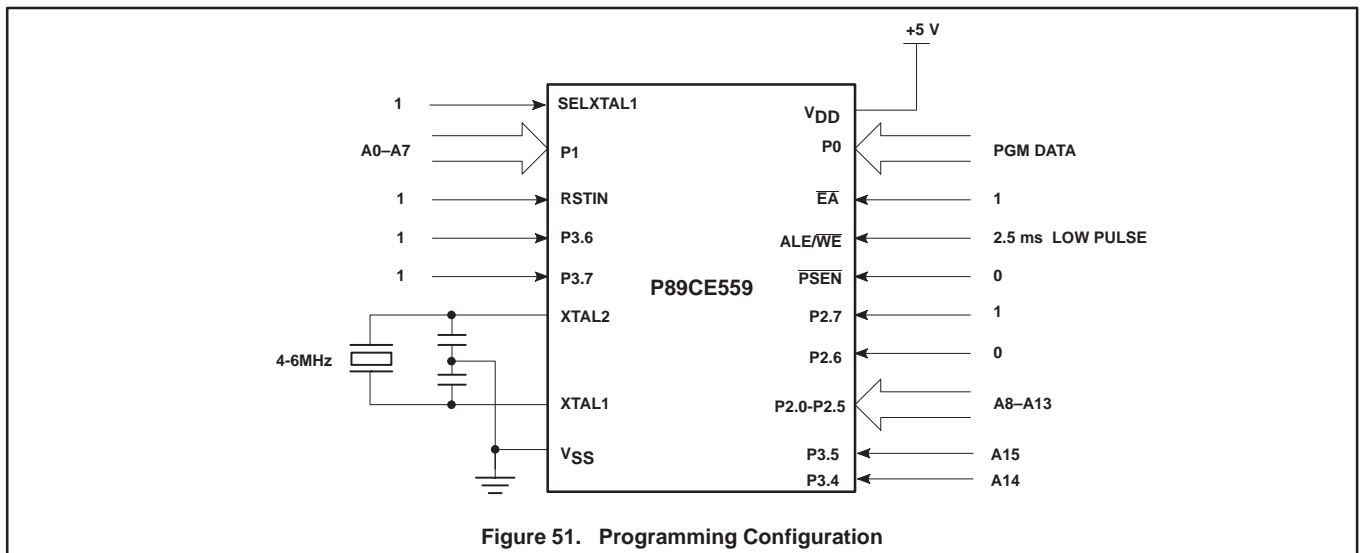 +5 V
1
SELXTAL1
VDD
A0–A7
P1
P0
PGM DATA
1
RSTIN
EA
1
1
P3.6
ALE/WE
2.5 ms LOW PULSE
1
P3.7
PSEN
0
P89CE559
XTAL2
P2.7
1
4-6MHz
P2.6
0
XTAL1
P2.0-P2.5
A8–A13
VSS
P3.5
A15
P3.4
A14
Figure 51. Programming Configuration